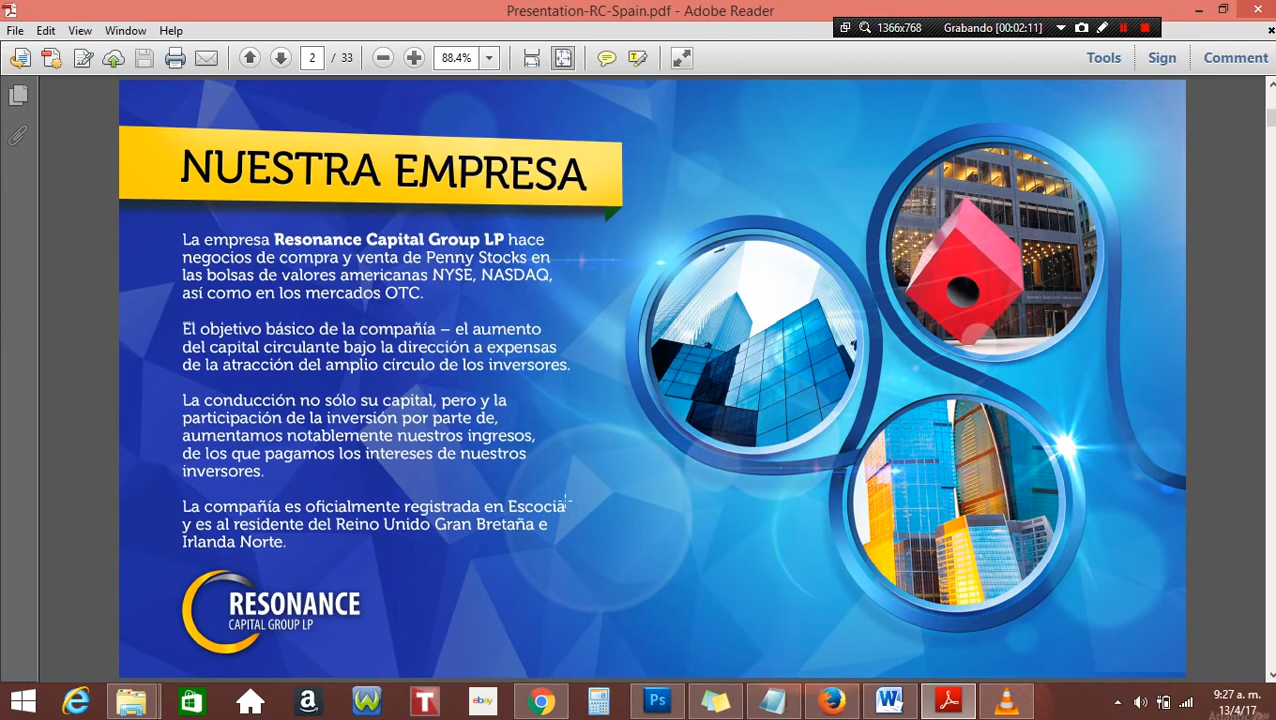 Presentation-RC-Spain.pdf - Adobe Reader
File Edit View Window Help
1366x768 Grabando [00:02:11]
2 / 33 88.4% Tools Sign Comment
NUESTRA EMPRESA
La empresa Resonance Capital Group LP hace
negocios de compra y venta de Penny Stocks en
las bolsas de valores americanas NYSE, NASDAQ,
así como en los mercados OTC.
El objetivo básico de la compañía – el aumento
del capital circulante bajo la dirección a expensas
de la atracción del amplio círculo de los inversores.
La conducción no sólo su capital, pero y la
participación de la inversión por parte de,
aumentamos notablemente nuestros ingresos,
de los que pagamos los intereses de nuestros
inversores.
La compañía es oficialmente registrada en Escocia
y es al residente del Reino Unido Gran Bretaña e
Irlanda Norte.
RESONANCE
CAPITAL GROUP LP
ebay
9:27 a. m.
13/4/17